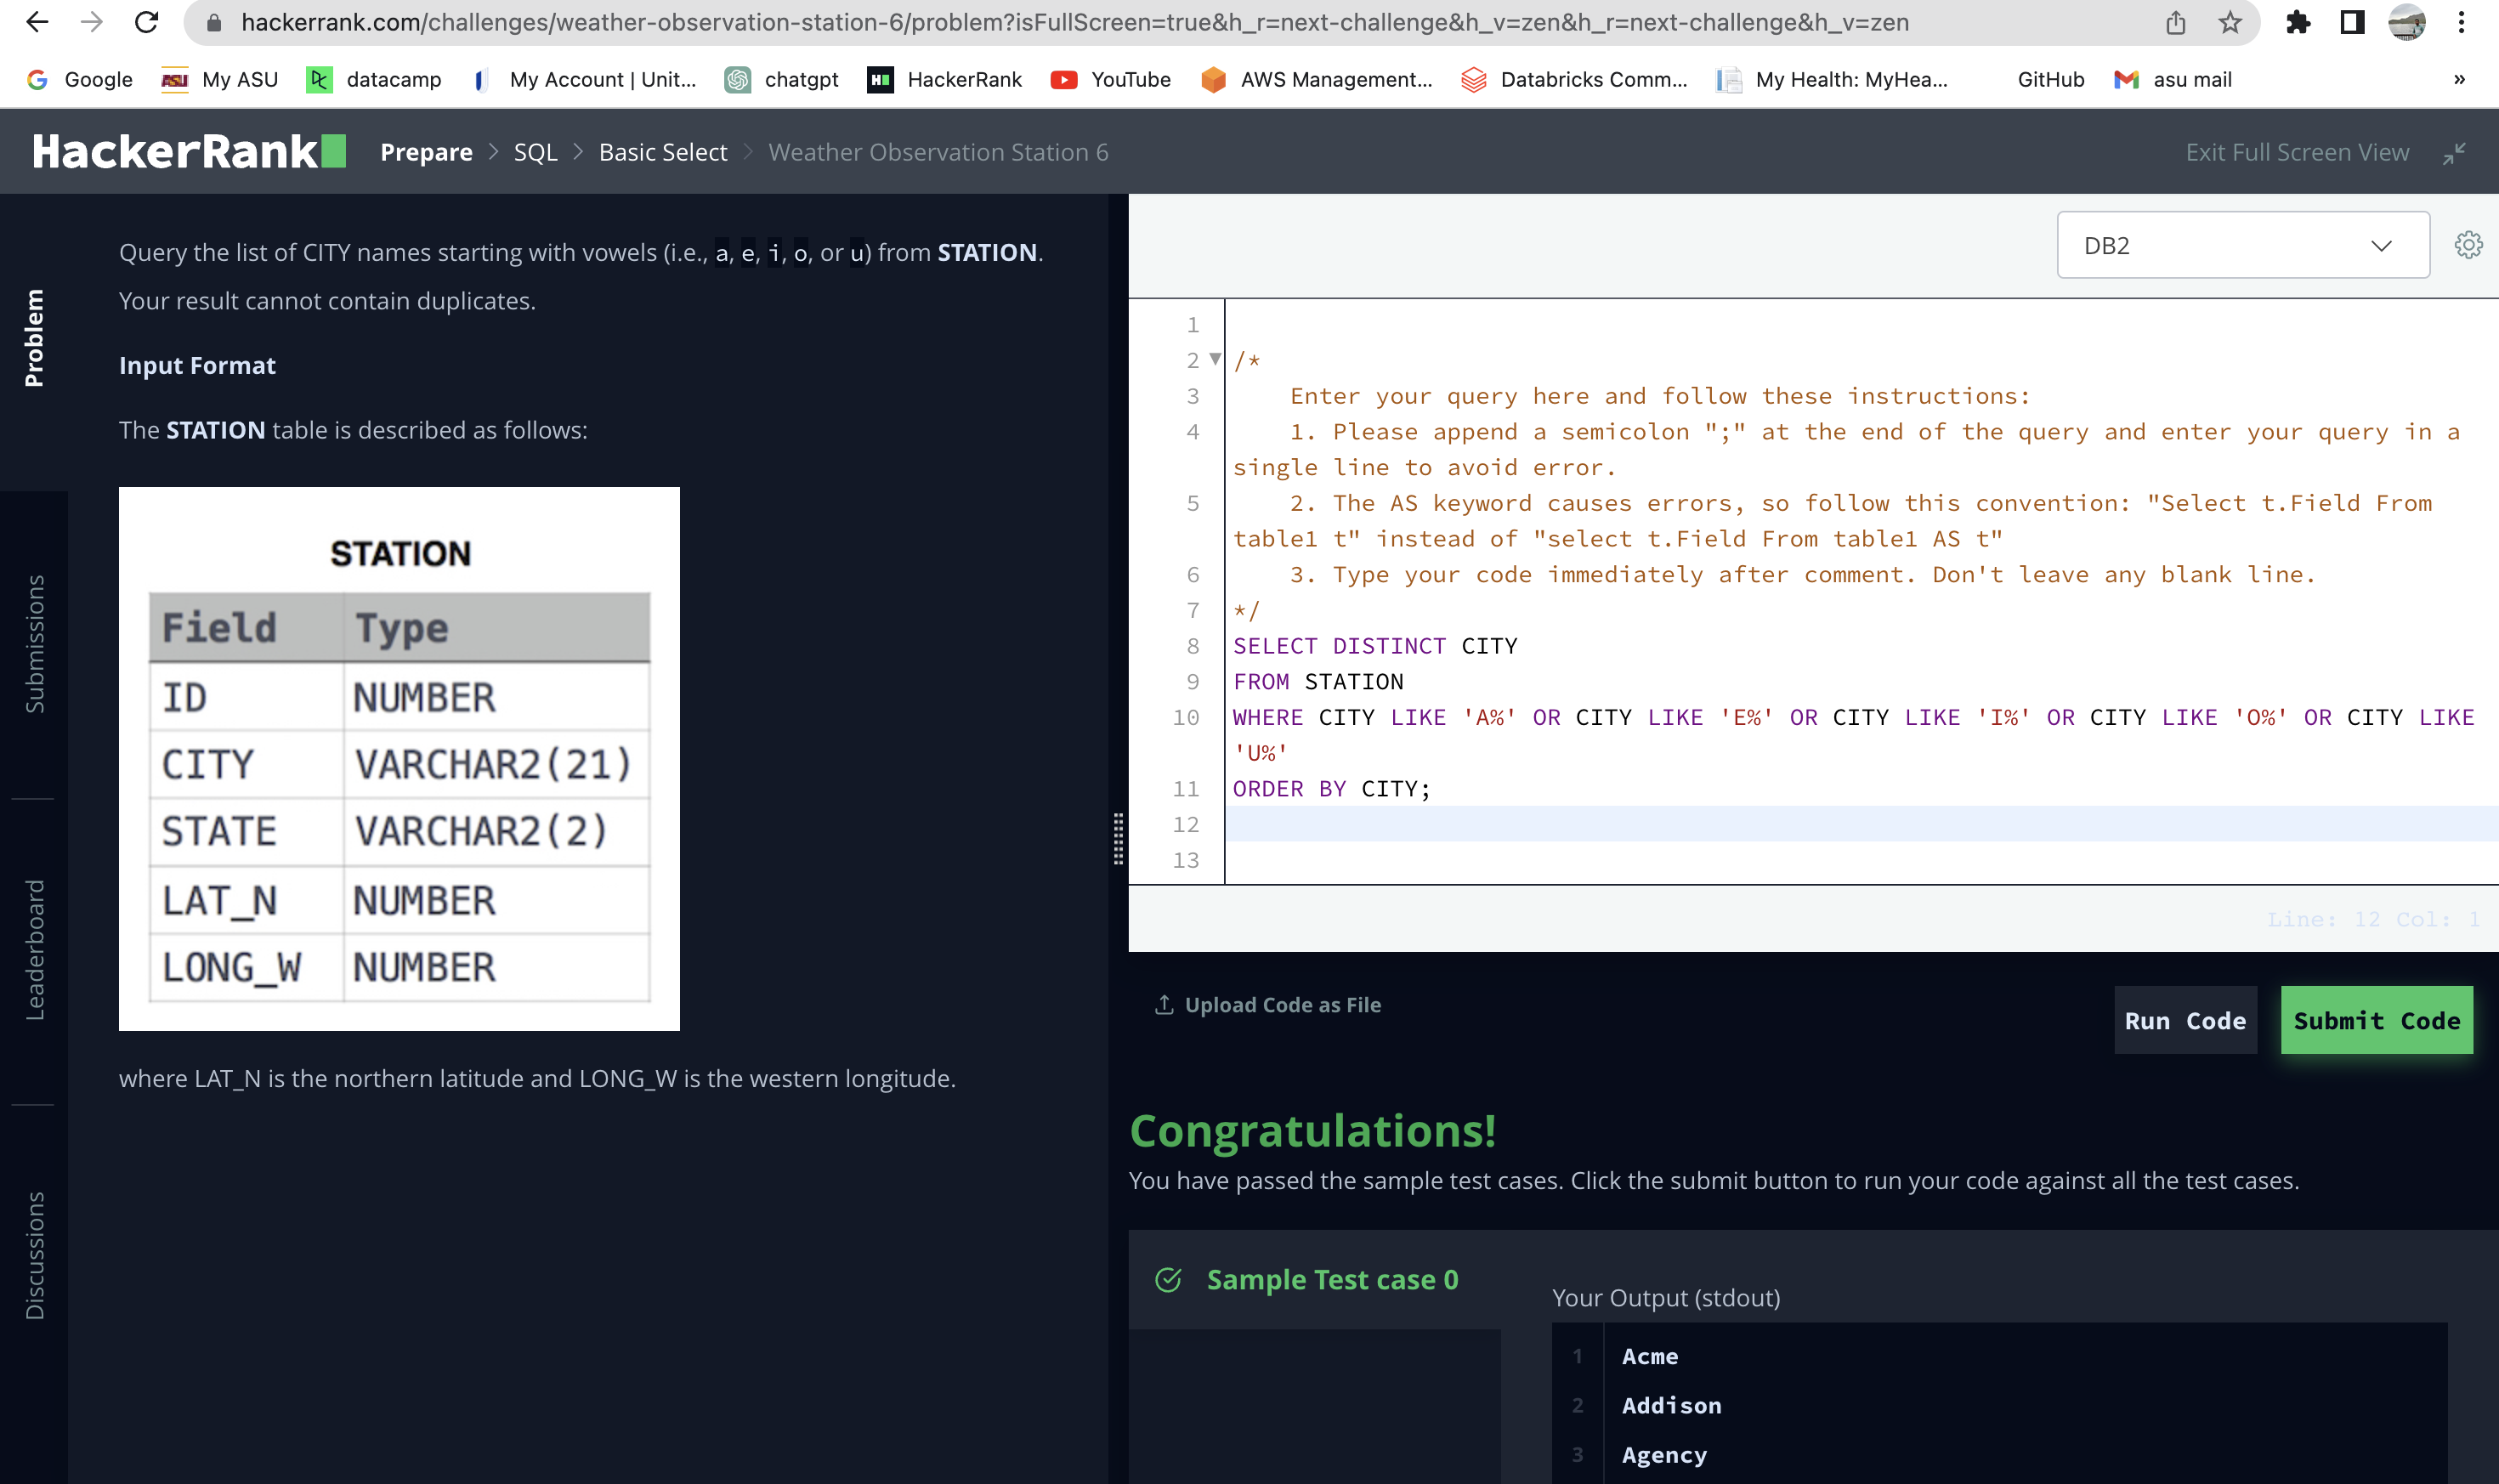 hackerrank.com/challenges/weather-observation-station-6/problem?isFullScreen=true&h_r=next-challenge&h_v=zen&h_r=next-challenge&h_v=zen
Google My ASU datacamp My Account | Unit... chatgpt HackerRank YouTube AWS Management... Databricks Comm... My Health: MyHea... GitHub asu mail »
HackerRank Prepare > SQL > Basic Select > Weather Observation Station 6 Exit Full Screen View
Problem
Submissions
Leaderboard
Discussions
Query the list of CITY names starting with vowels (i.e., a, e, i, o, or u) from STATION.
Your result cannot contain duplicates.
Input Format
The STATION table is described as follows:
STATION
Field Type
ID NUMBER
CITY VARCHAR2(21)
STATE VARCHAR2(2)
LAT_N NUMBER
LONG_W NUMBER
where LAT_N is the northern latitude and LONG_W is the western longitude.
DB2
1
2 /*
3 Enter your query here and follow these instructions:
4 1. Please append a semicolon ";" at the end of the query and enter your query in a
single line to avoid error.
5 2. The AS keyword causes errors, so follow this convention: "Select t.Field From
table1 t" instead of "select t.Field From table1 AS t"
6 3. Type your code immediately after comment. Don't leave any blank line.
7 */
8 SELECT DISTINCT CITY
9 FROM STATION
10 WHERE CITY LIKE 'A%' OR CITY LIKE 'E%' OR CITY LIKE 'I%' OR CITY LIKE 'O%' OR CITY LIKE
'U%'
11 ORDER BY CITY;
12
13
Line: 12 Col: 1
Upload Code as File
Run Code Submit Code
Congratulations!
You have passed the sample test cases. Click the submit button to run your code against all the test cases.
Sample Test case 0
Your Output (stdout)
1 Acme
2 Addison
3 Agency